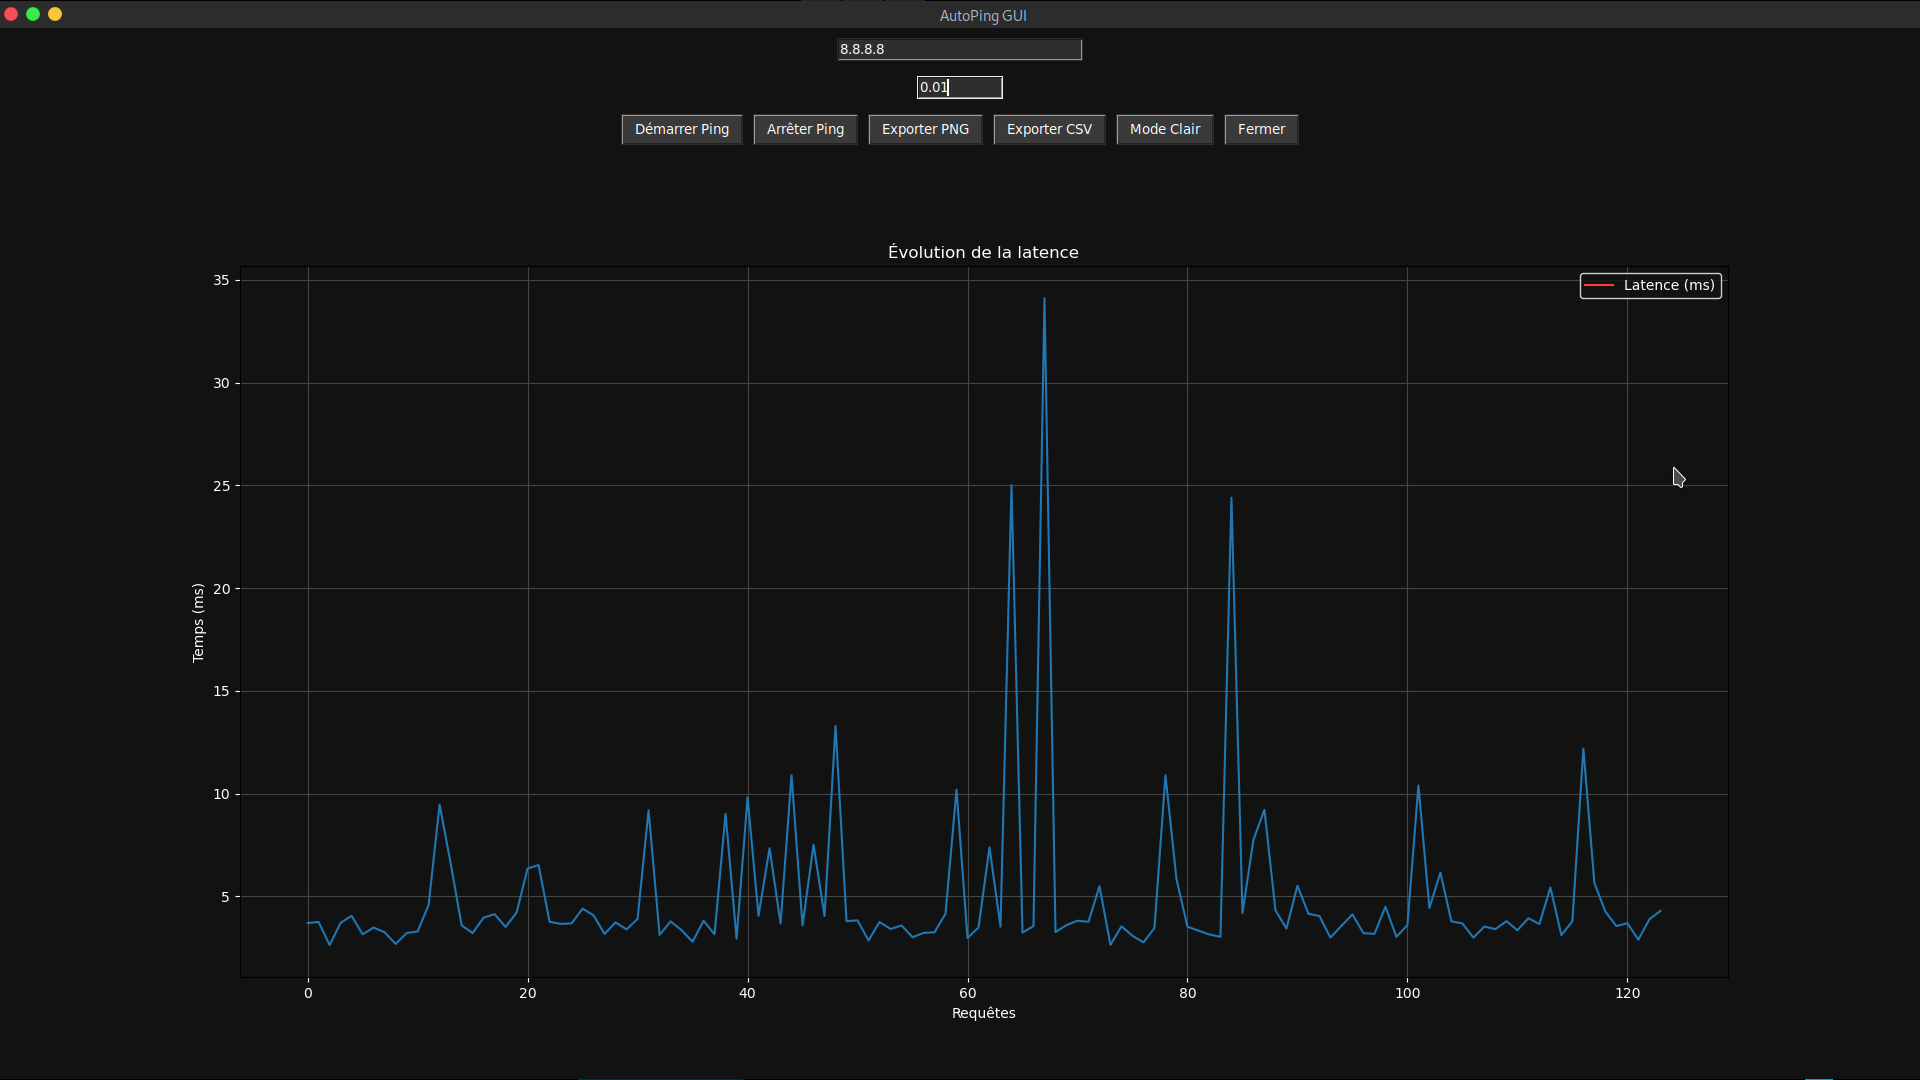 AutoPing GUI
8.8.8.8
0.01
Démarrer Ping Arrêter Ping Exporter PNG Exporter CSV Mode Clair Fermer
Évolution de la latence
Latence (ms)
35
30
25
20
15
10
5
Temps (ms)
0 20 40 60 80 100 120
Requêtes